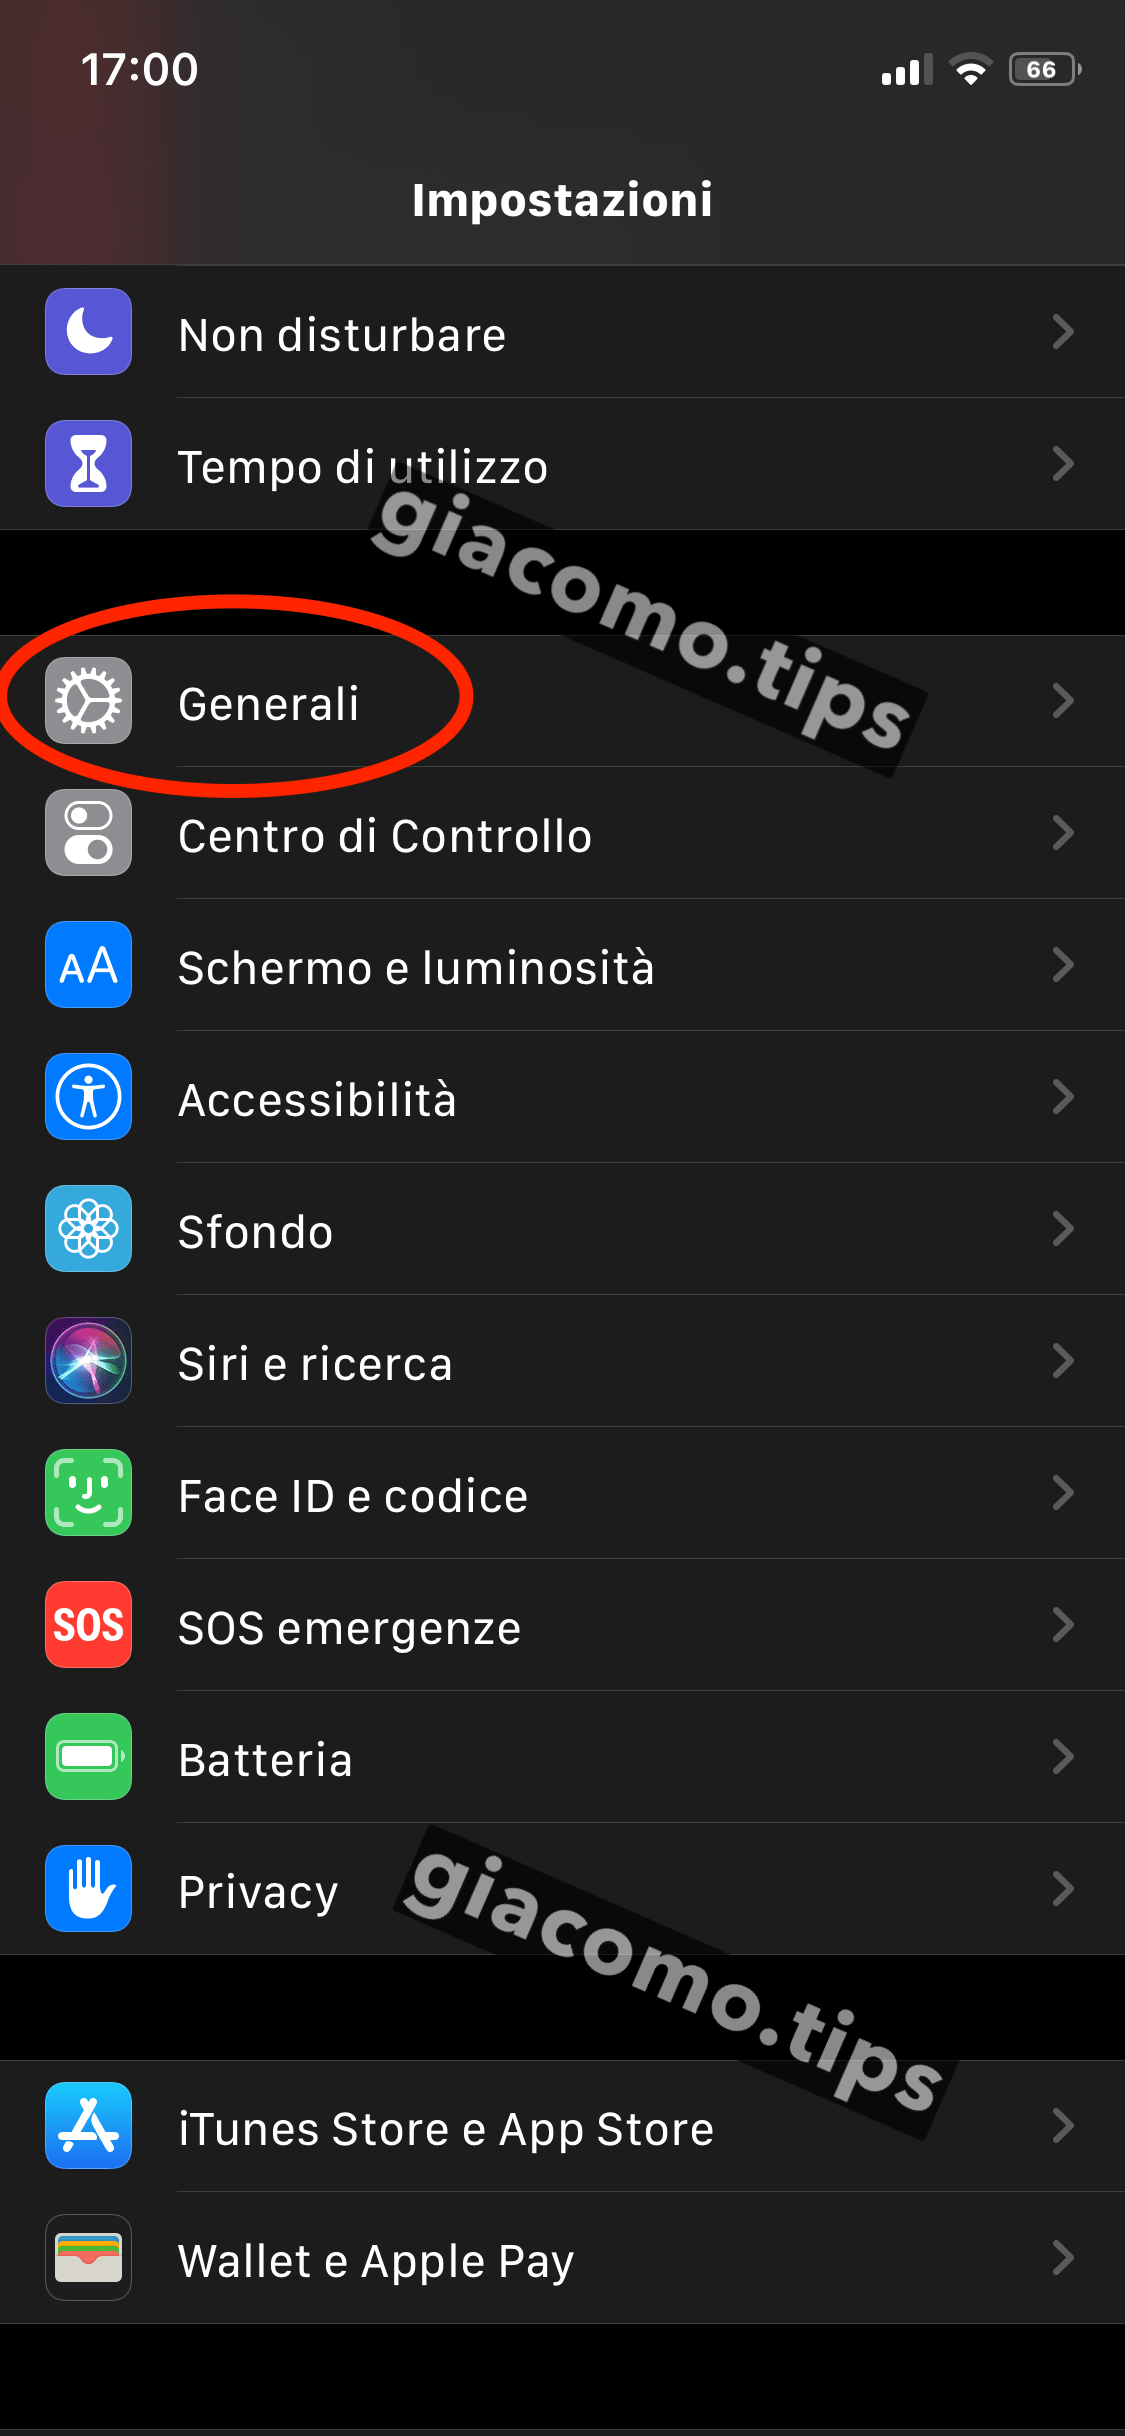 17:00
66
Impostazioni
Non disturbare
Tempo di utilizzo
giacomo.tips
Generali
Centro di Controllo
AA
Schermo e luminosità
Accessibilità
Sfondo
Siri e ricerca
Face ID e codice
SOS
SOS emergenze
Batteria
Privacy
giacomo.tips
iTunes Store e App Store
Wallet e Apple Pay